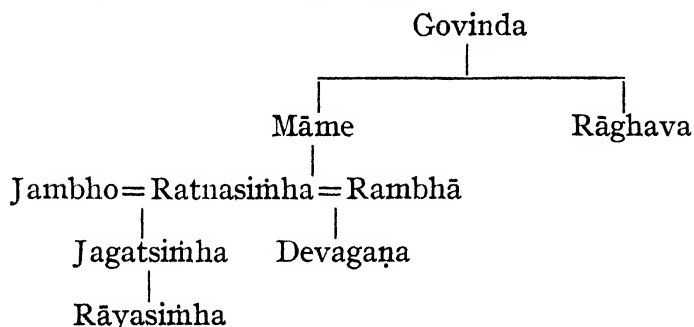 Govinda
Māme Rāghava
Jambho=Ratnasiṁha=Rambhā
Jagatsiṁha Devagaṇa
Rāyasiṁha